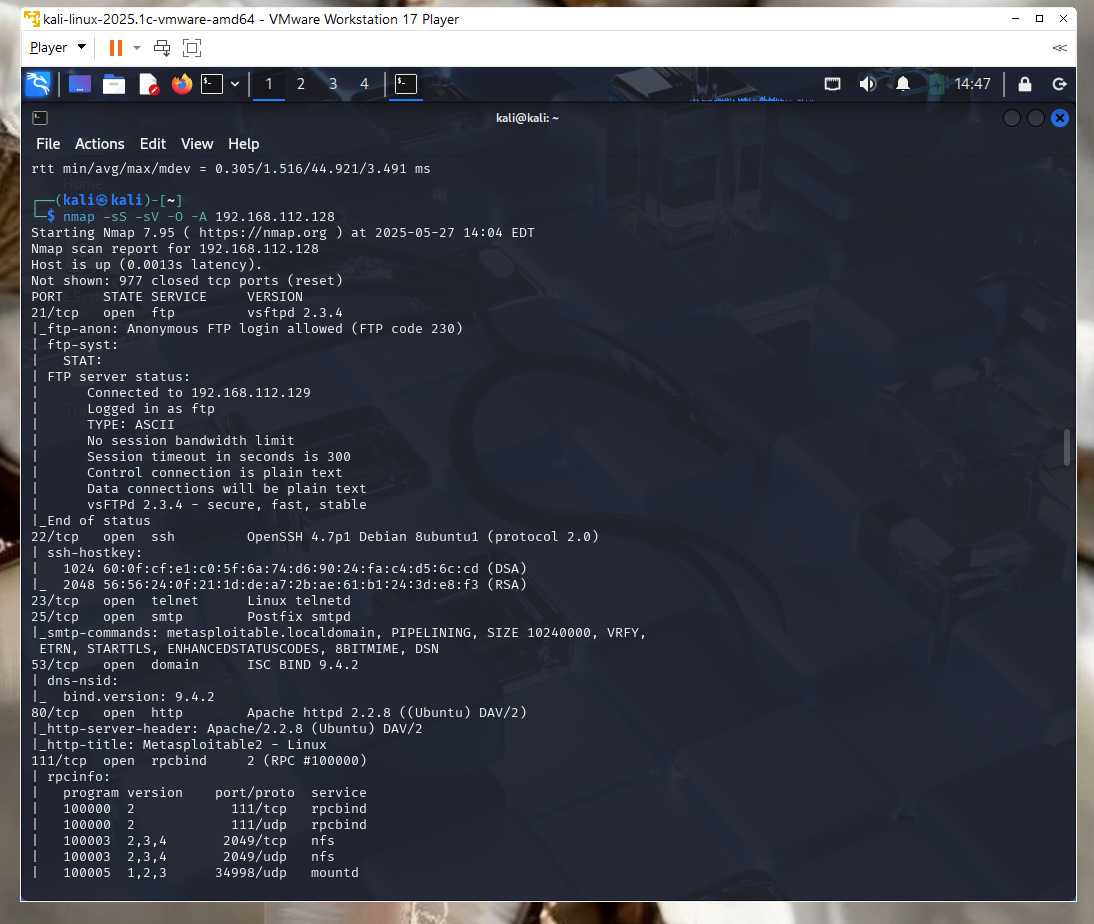 kali-linux-2025.1c-vmware-amd64 - VMware Workstation 17 Player
Player
1 2 3 4
14:47
kali@kali: ~
File Actions Edit View Help
rtt min/avg/max/mdev = 0.305/1.516/44.921/3.491 ms
┌──(kali㉿kali)-[~]
└─$ nmap -sS -sV -O -A 192.168.112.128
Starting Nmap 7.95 ( https://nmap.org ) at 2025-05-27 14:04 EDT
Nmap scan report for 192.168.112.128
Host is up (0.0013s latency).
Not shown: 977 closed tcp ports (reset)
PORT     STATE SERVICE     VERSION
21/tcp   open  ftp         vsftpd 2.3.4
|_ftp-anon: Anonymous FTP login allowed (FTP code 230)
| ftp-syst:
|   STAT:
| FTP server status:
|      Connected to 192.168.112.129
|      Logged in as ftp
|      TYPE: ASCII
|      No session bandwidth limit
|      Session timeout in seconds is 300
|      Control connection is plain text
|      Data connections will be plain text
|      vsFTPd 2.3.4 - secure, fast, stable
|_End of status
22/tcp   open  ssh         OpenSSH 4.7p1 Debian 8ubuntu1 (protocol 2.0)
| ssh-hostkey:
|   1024 60:0f:cf:e1:c0:5f:6a:74:d6:90:24:fa:c4:d5:6c:cd (DSA)
|_  2048 56:56:24:0f:21:1d:de:a7:2b:ae:61:b1:24:3d:e8:f3 (RSA)
23/tcp   open  telnet      Linux telnetd
25/tcp   open  smtp        Postfix smtpd
|_smtp-commands: metasploitable.localdomain, PIPELINING, SIZE 10240000, VRFY,
 ETRN, STARTTLS, ENHANCEDSTATUSCODES, 8BITMIME, DSN
53/tcp   open  domain      ISC BIND 9.4.2
| dns-nsid:
|_  bind.version: 9.4.2
80/tcp   open  http        Apache httpd 2.2.8 ((Ubuntu) DAV/2)
|_http-server-header: Apache/2.2.8 (Ubuntu) DAV/2
|_http-title: Metasploitable2 - Linux
111/tcp  open  rpcbind     2 (RPC #100000)
| rpcinfo:
|   program version    port/proto  service
|   100000  2            111/tcp   rpcbind
|   100000  2            111/udp   rpcbind
|   100003  2,3,4       2049/tcp   nfs
|   100003  2,3,4       2049/udp   nfs
|   100005  1,2,3      34998/udp   mountd